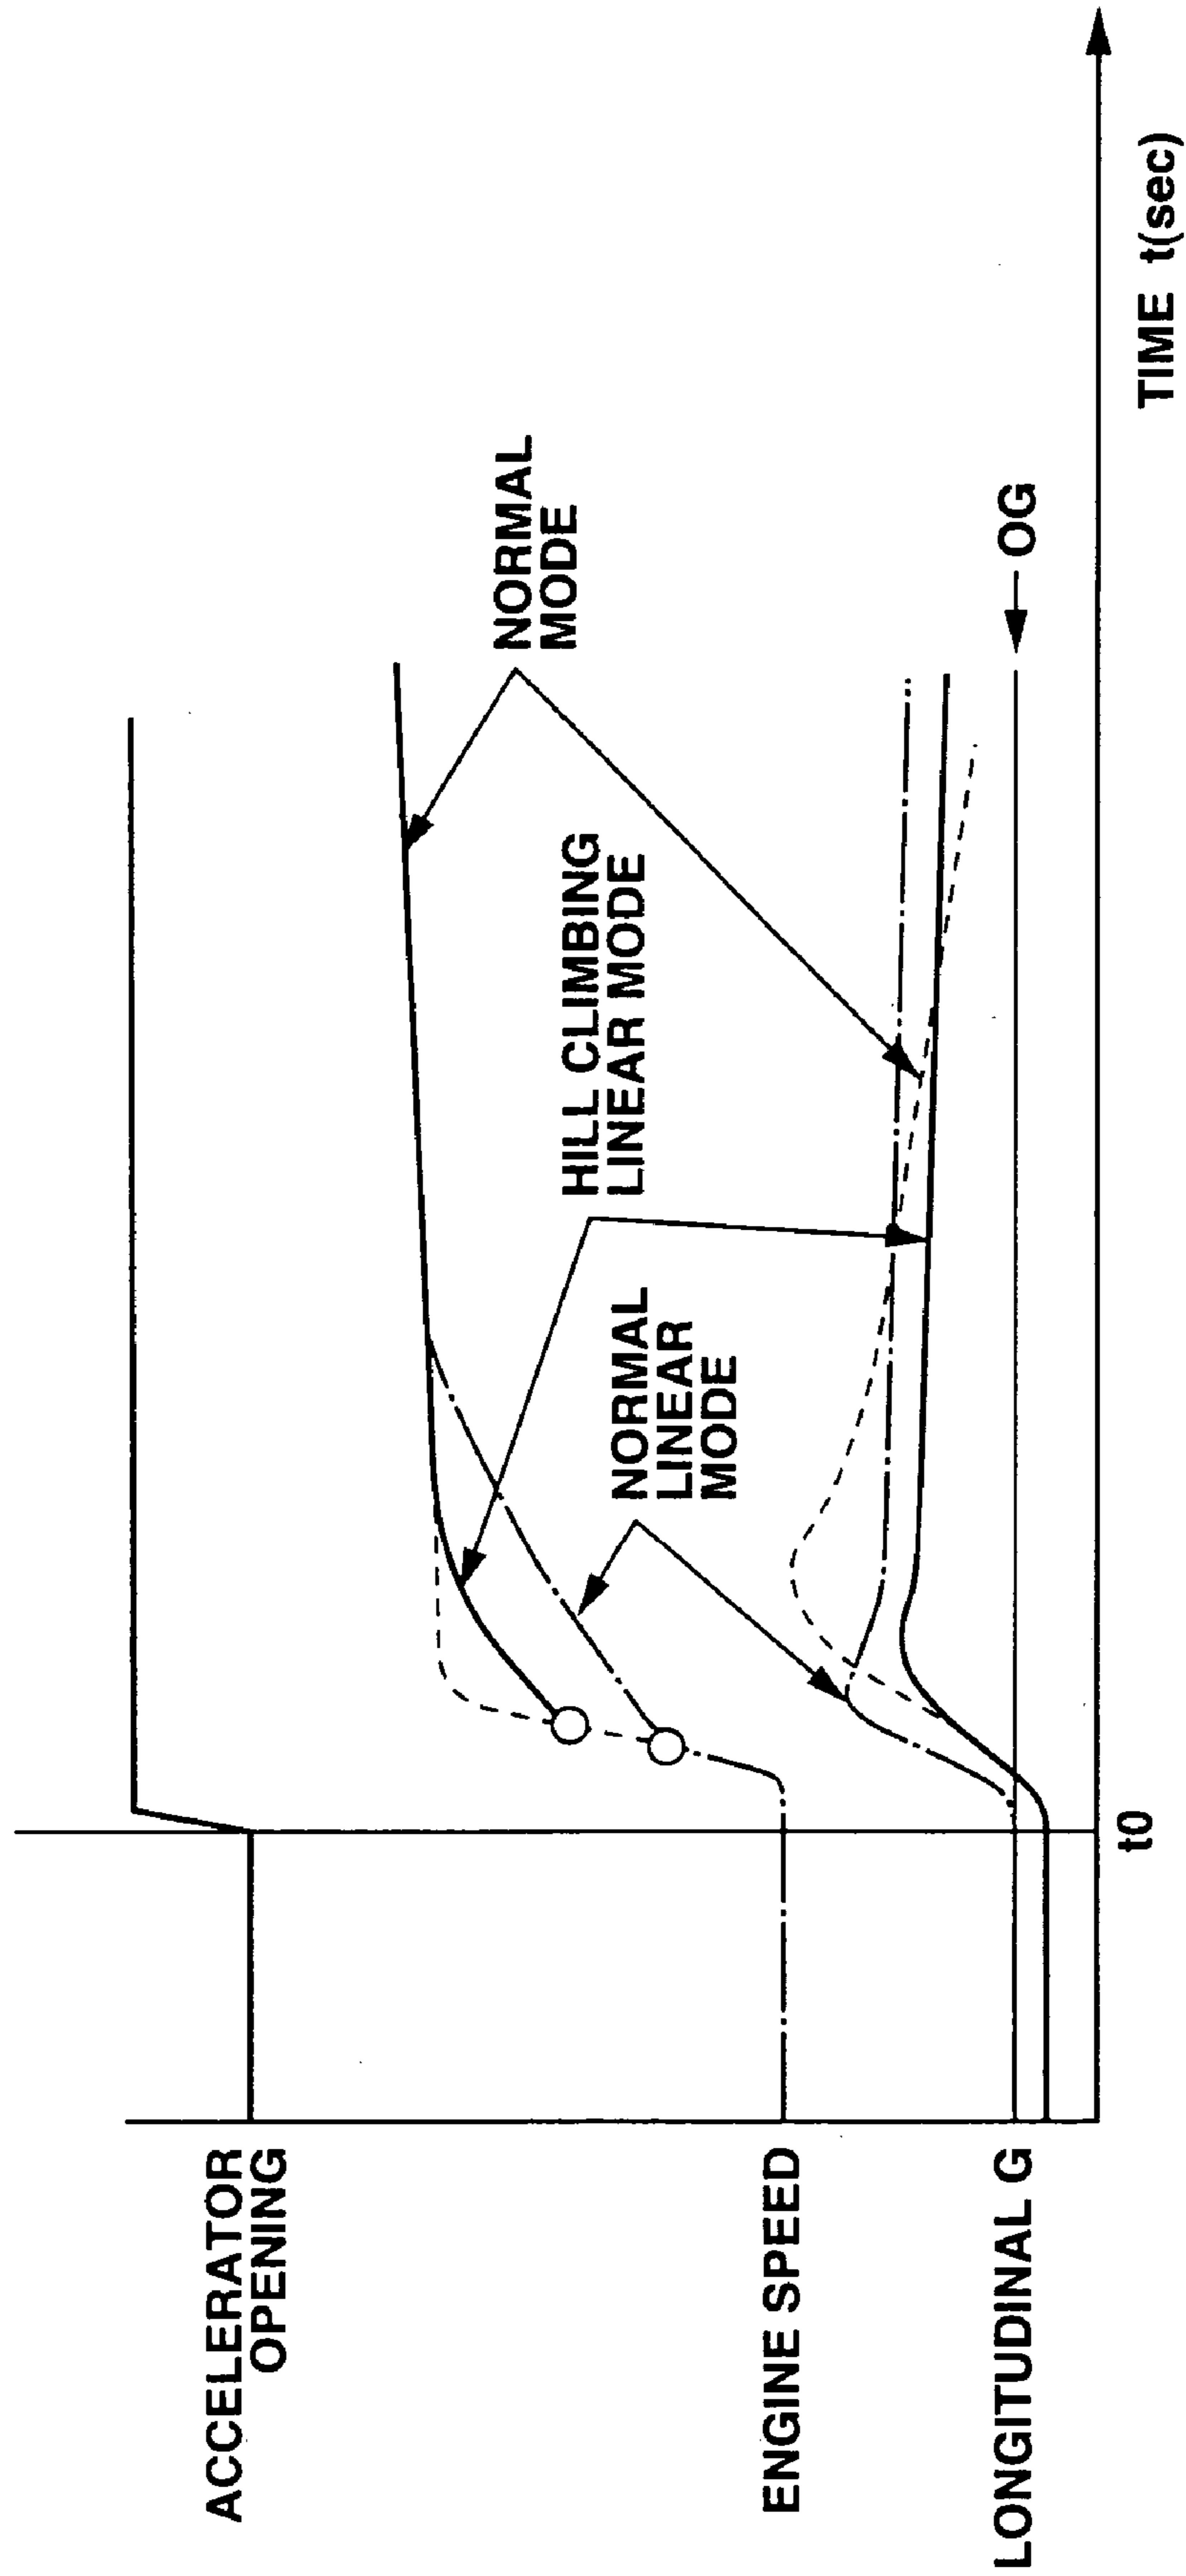 ACCELERATOR
OPENING
ENGINE SPEED
LONGITUDINAL G
NORMAL
MODE
HILL CLIMBING
LINEAR MODE
NORMAL
LINEAR
MODE
OG
t0
TIME t(sec)